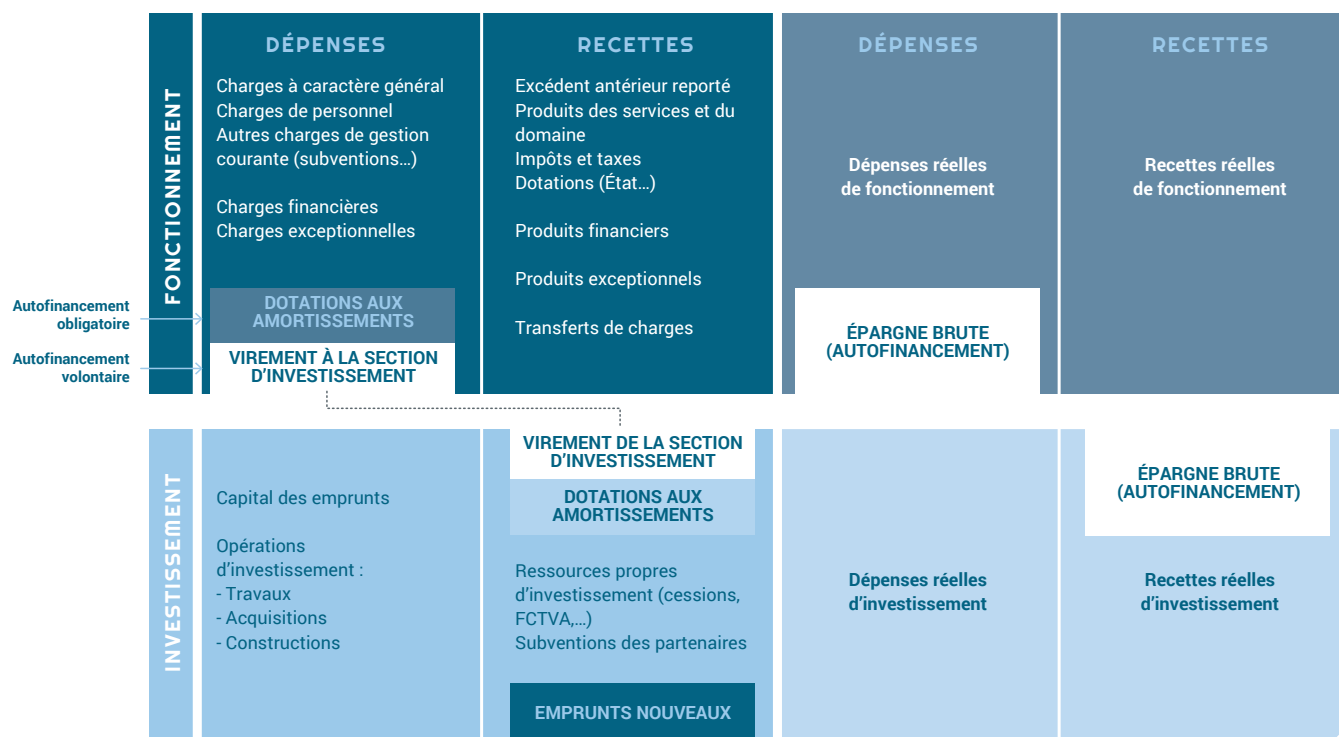 FONCTIONNEMENT
DÉPENSES
Charges à caractère général
Charges de personnel
Autres charges de gestion
courante (subventions…)
Charges financières
Charges exceptionnelles
Autofinancement
obligatoire
DOTATIONS AUX
AMORTISSEMENTS
Autofinancement
volontaire
VIREMENT À LA SECTION
D'INVESTISSEMENT
RECETTES
Excédent antérieur reporté
Produits des services et du
domaine
Impôts et taxes
Dotations (État…)
Produits financiers
Produits exceptionnels
Transferts de charges
DÉPENSES
Dépenses réelles
de fonctionnement
ÉPARGNE BRUTE
(AUTOFINANCEMENT)
RECETTES
Recettes réelles
de fonctionnement
INVESTISSEMENT
Capital des emprunts
Opérations
d'investissement :
- Travaux
- Acquisitions
- Constructions
VIREMENT DE LA SECTION
D'INVESTISSEMENT
DOTATIONS AUX
AMORTISSEMENTS
Ressources propres
d'investissement (cessions,
FCTVA,…)
Subventions des partenaires
EMPRUNTS NOUVEAUX
Dépenses réelles
d'investissement
ÉPARGNE BRUTE
(AUTOFINANCEMENT)
Recettes réelles
d'investissement